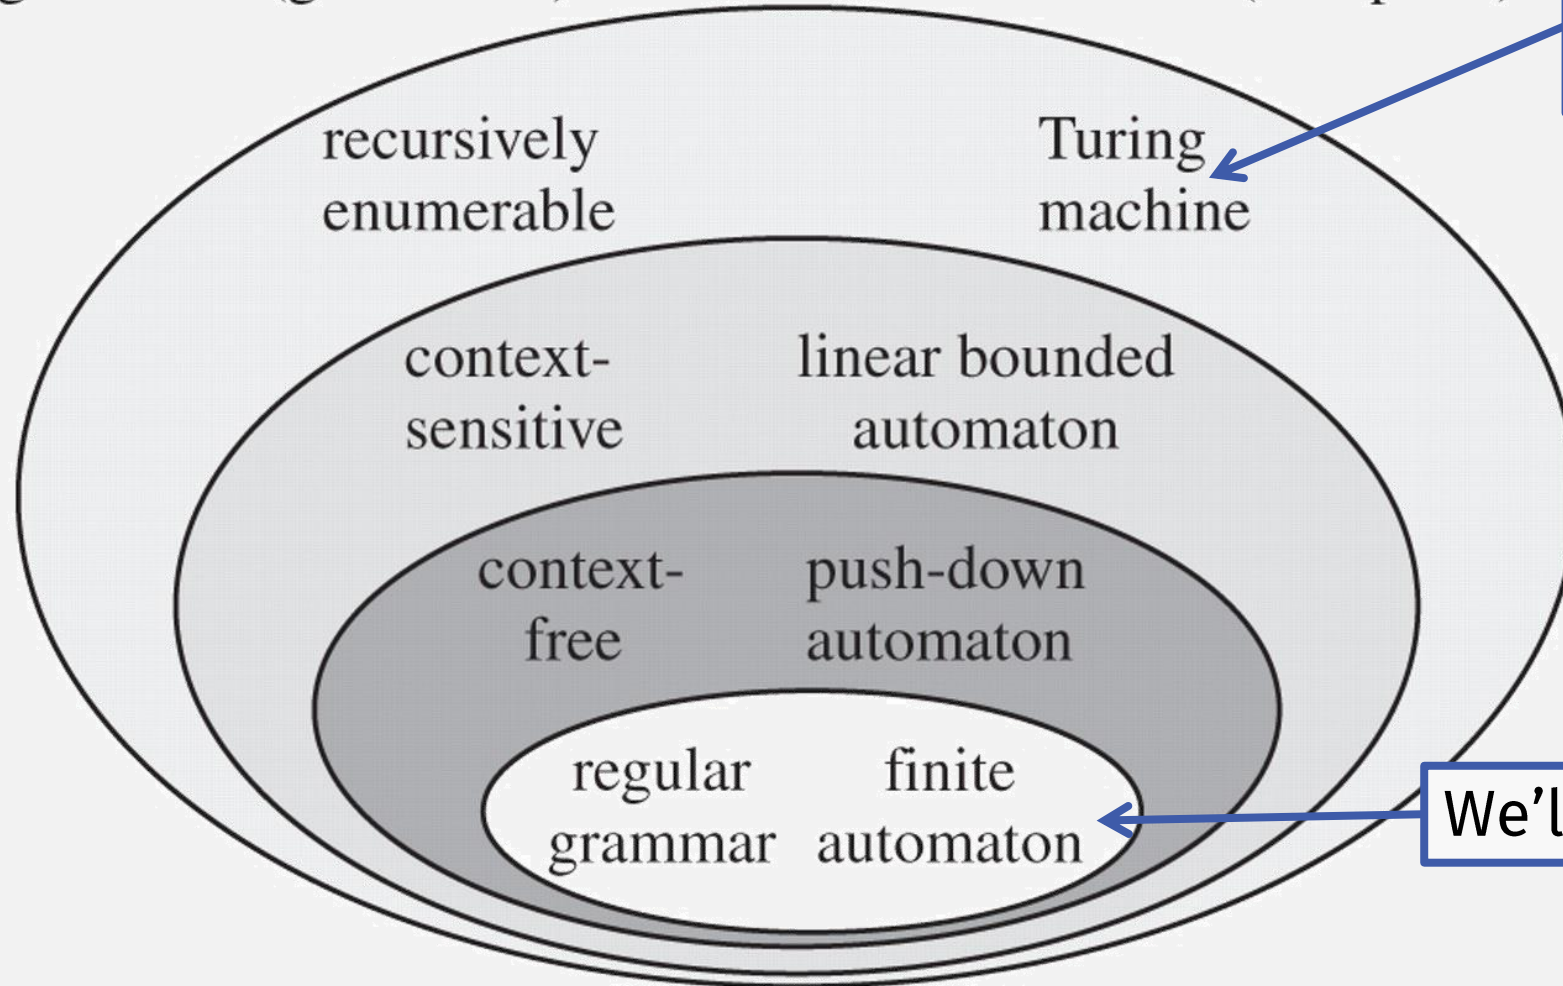 recursively
enumerable
Turing
machine
context-
sensitive
linear bounded
automaton
context-
free
push-down
automaton
regular
grammar
finite
automaton
We'l